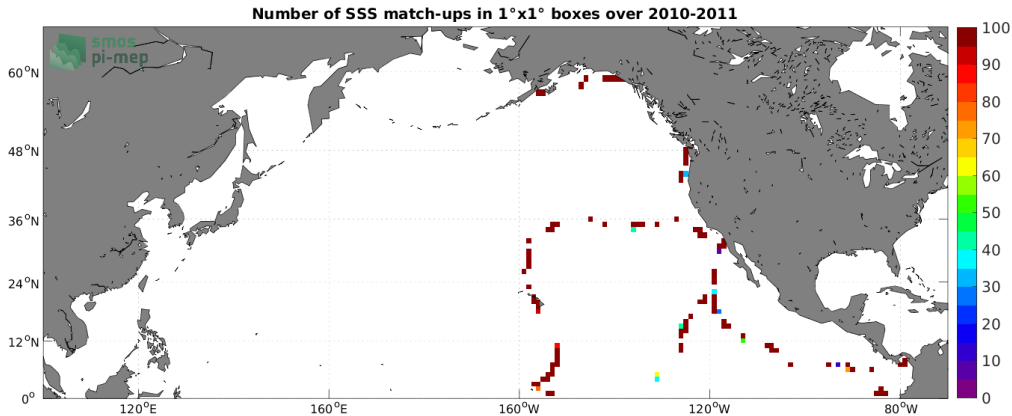 Number of SSS match-ups in 1°x1° boxes over 2010-2011
smos
pi-mep
60°N
48°N
36°N
24°N
12°N
0°
120°E
160°E
160°W
120°W
80°W
100
90
80
70
60
50
40
30
20
10
0